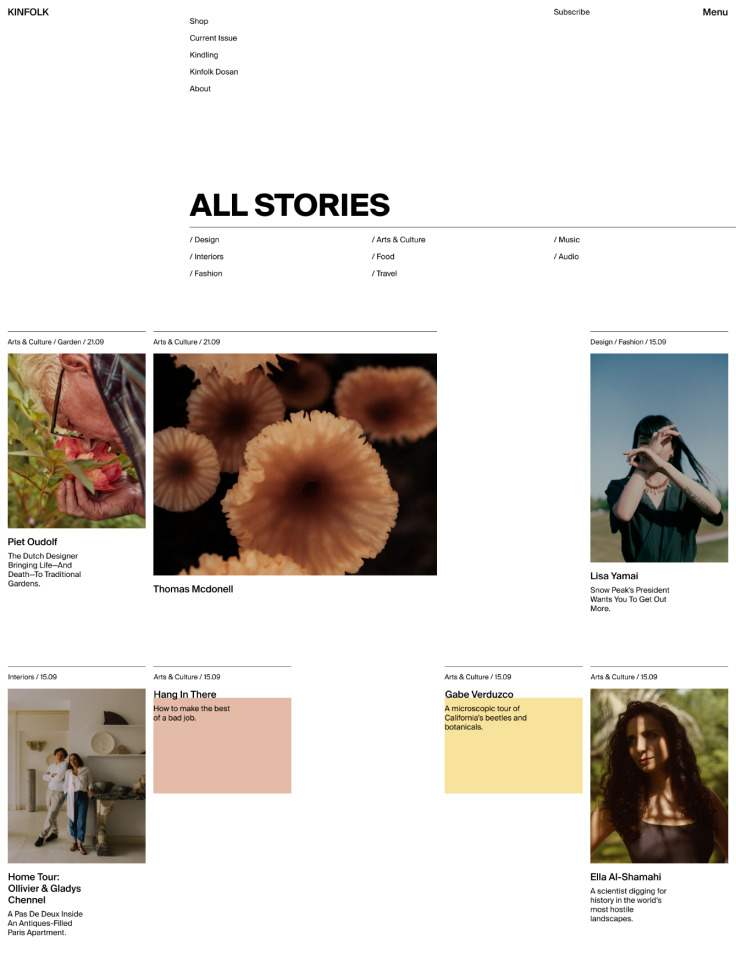 KINFOLK
Shop
Current Issue
Kindling
Kinfolk Dosan
About
Subscribe
Menu
ALL STORIES
/ Design
/ Arts & Culture
/ Music
/ Interiors
/ Food
/ Audio
/ Fashion
/ Travel
Arts & Culture / Garden / 21.09
Piet Oudolf
The Dutch Designer
Bringing Life—And
Death—To Traditional
Gardens.
Arts & Culture / 21.09
Thomas Mcdonell
Design / Fashion / 15.09
Lisa Yamai
Snow Peak's President
Wants You To Get Out
More.
Interiors / 15.09
Home Tour:
Ollivier & Gladys
Chennel
A Pas De Deux Inside
An Antiques-Filled
Paris Apartment.
Arts & Culture / 15.09
Hang In There
How to make the best
of a bad job.
Arts & Culture / 15.09
Gabe Verduzco
A microscopic tour of
California's beetles and
botanicals.
Arts & Culture / 15.09
Ella Al-Shamahi
A scientist digging for
history in the world's
most hostile
landscapes.